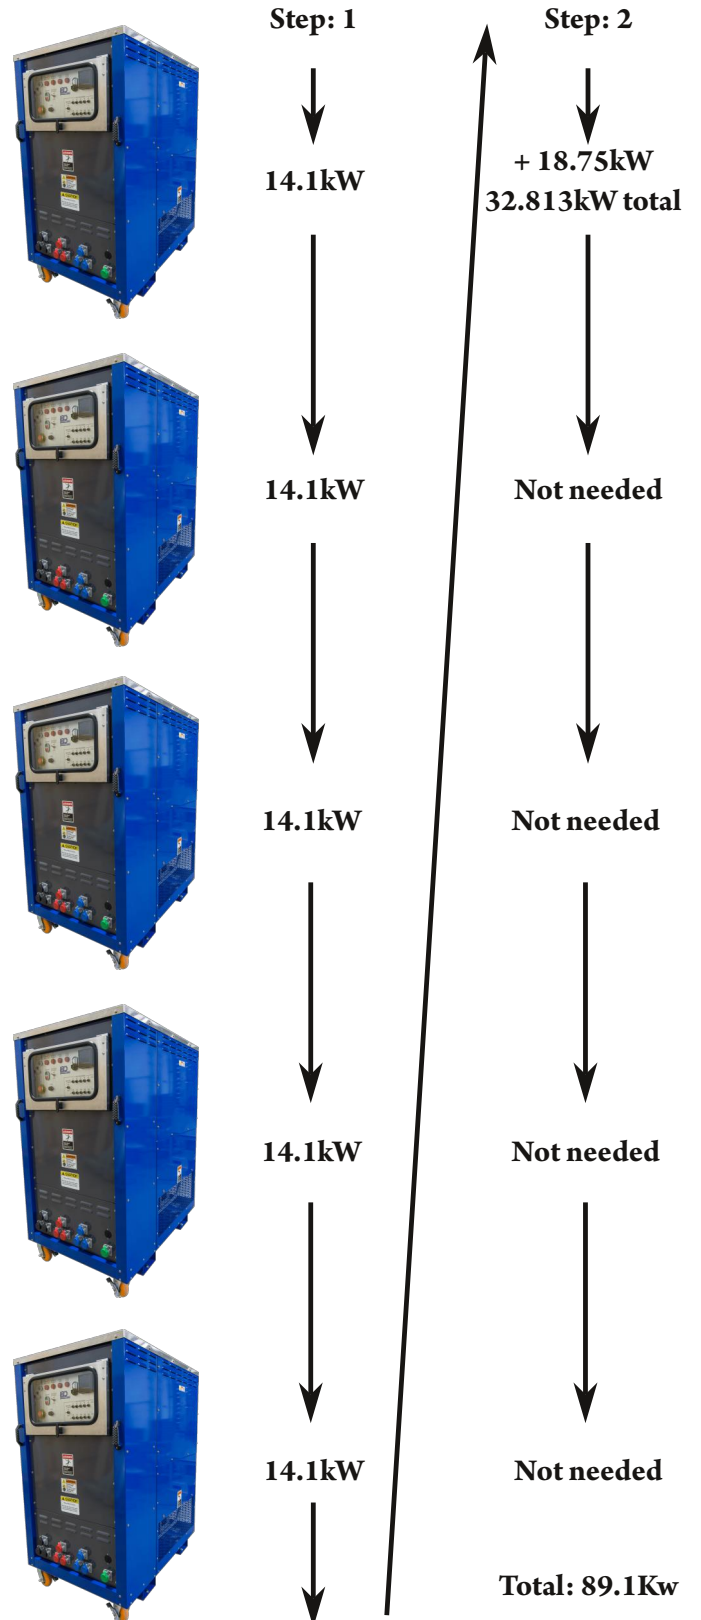 Step: 1
14.1kW
14.1kW
14.1kW
14.1kW
14.1kW
Step: 2
+ 18.75kW
32.813kW total
Not needed
Not needed
Not needed
Not needed
Total: 89.1Kw